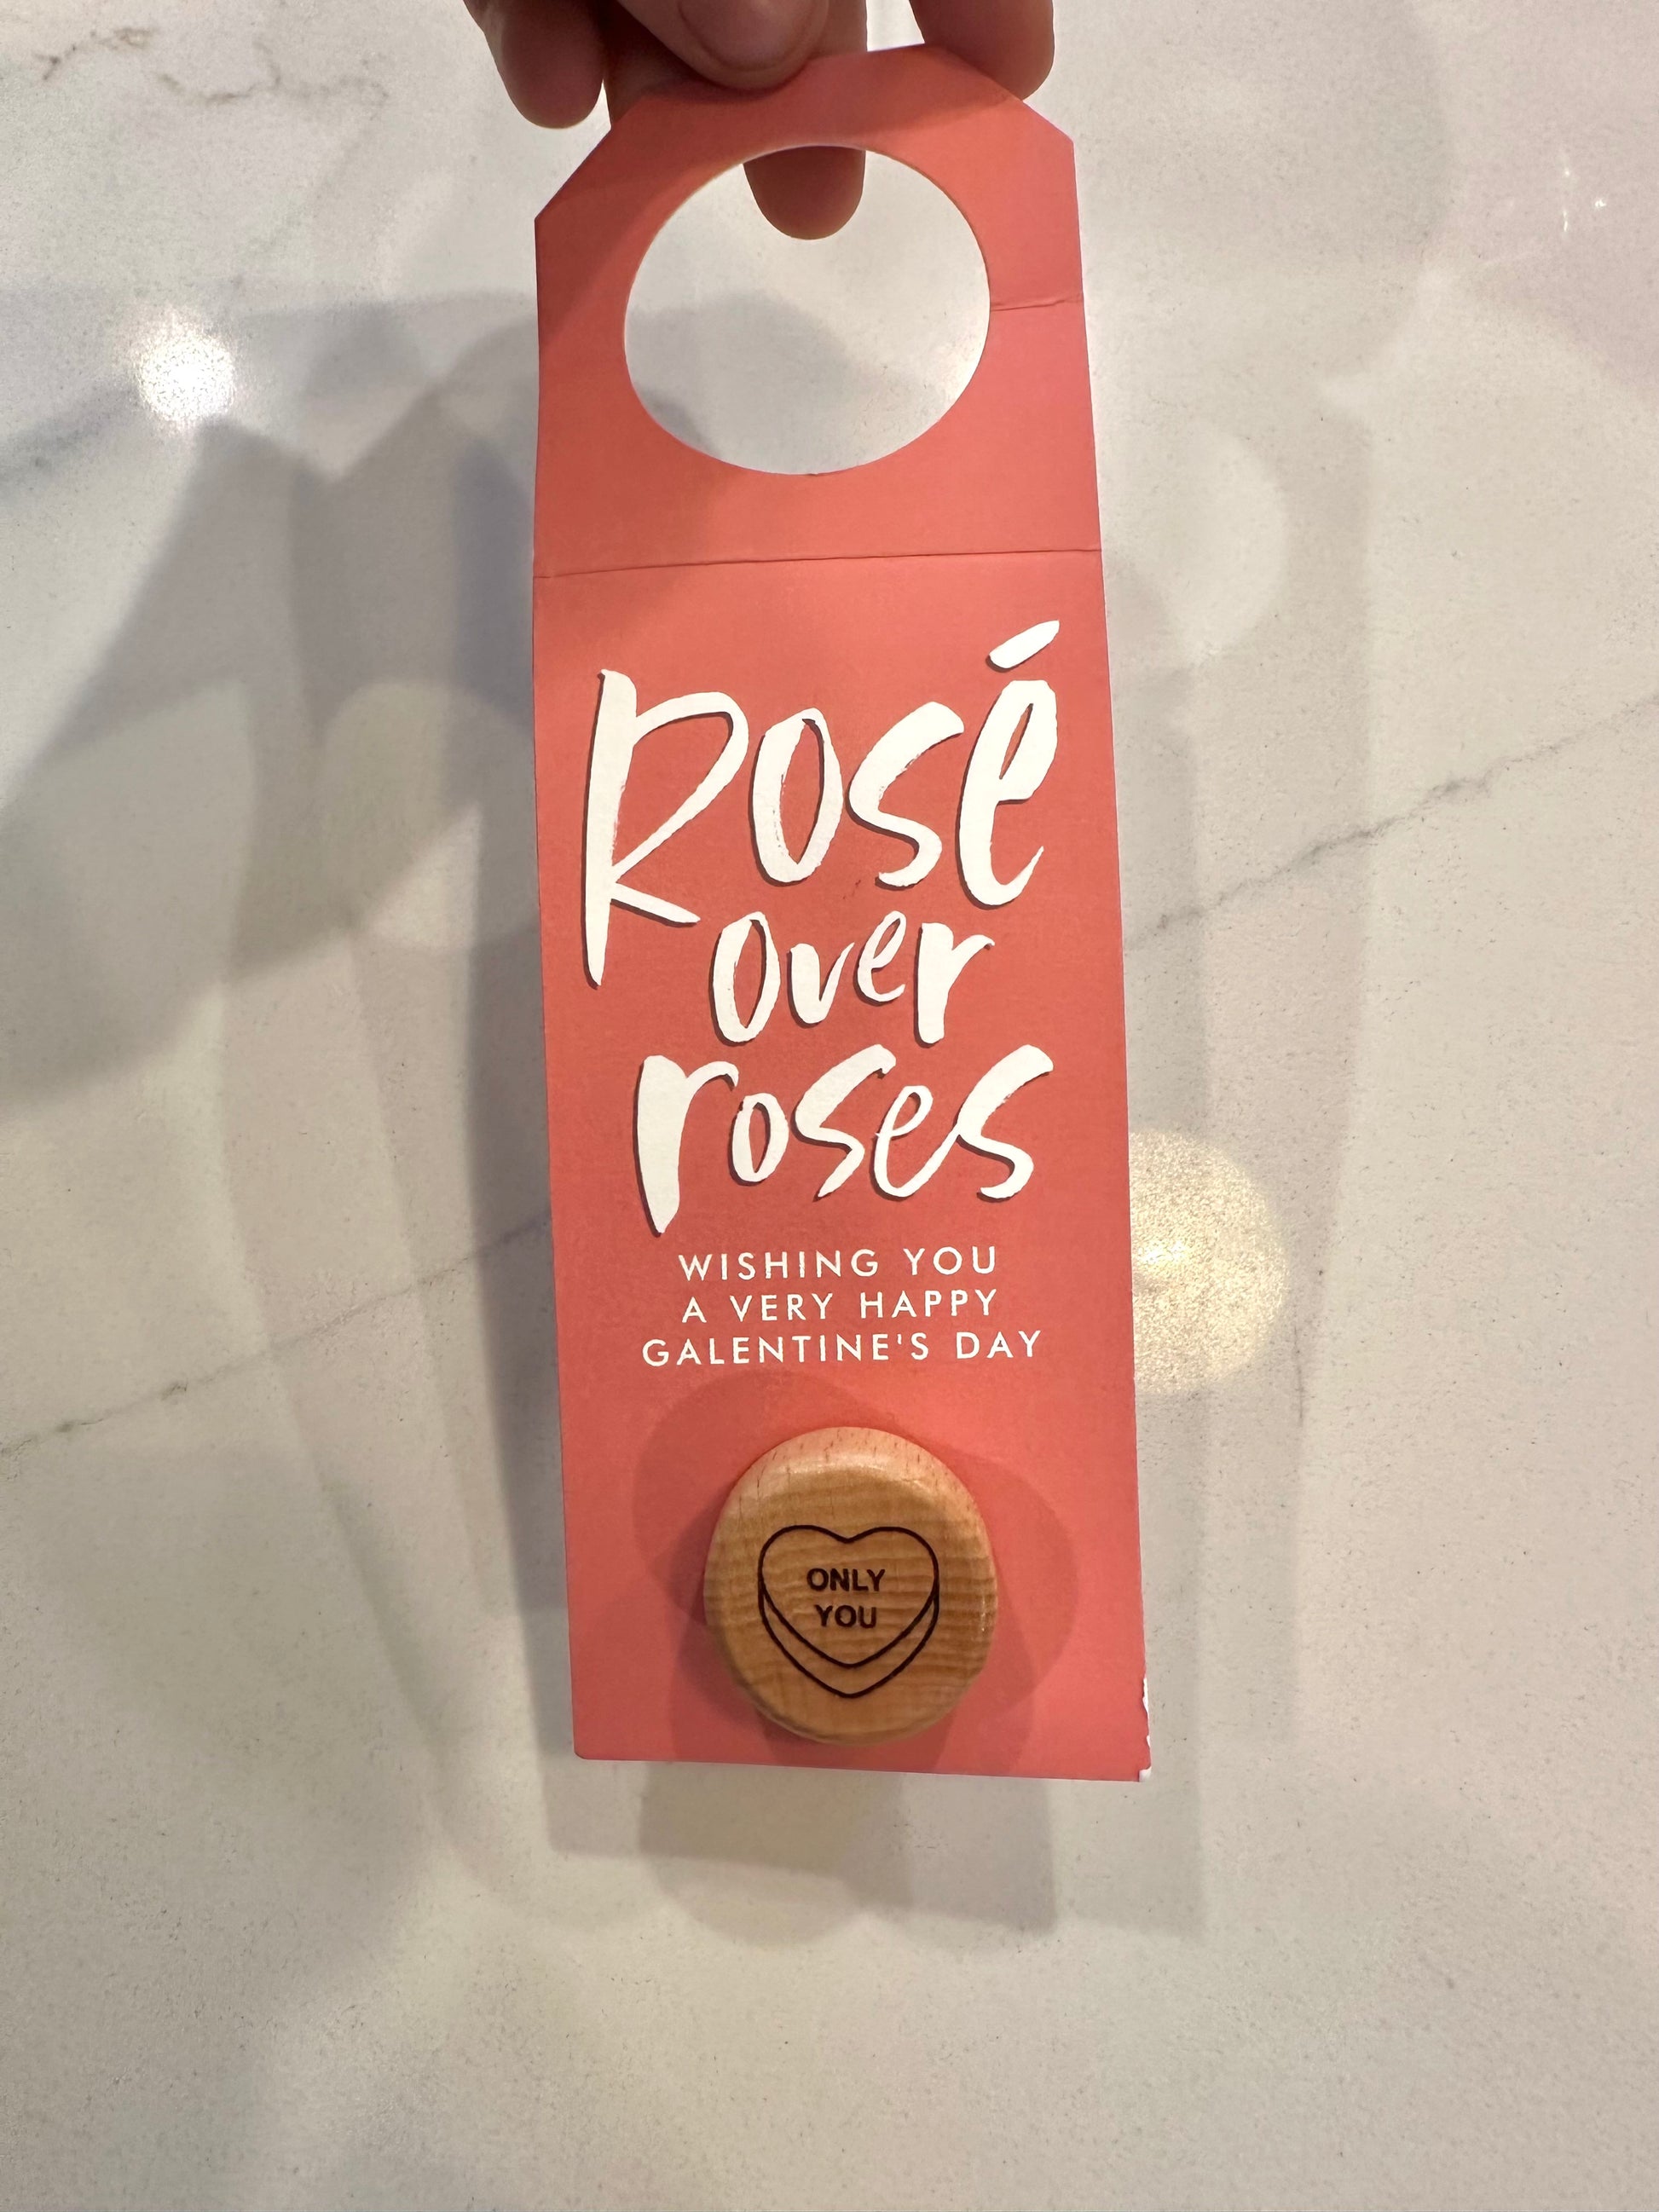 Rosé
over
roses
WISHING YOU
A VERY HAPPY
GALENTINE'S DAY
ONLY
YOU